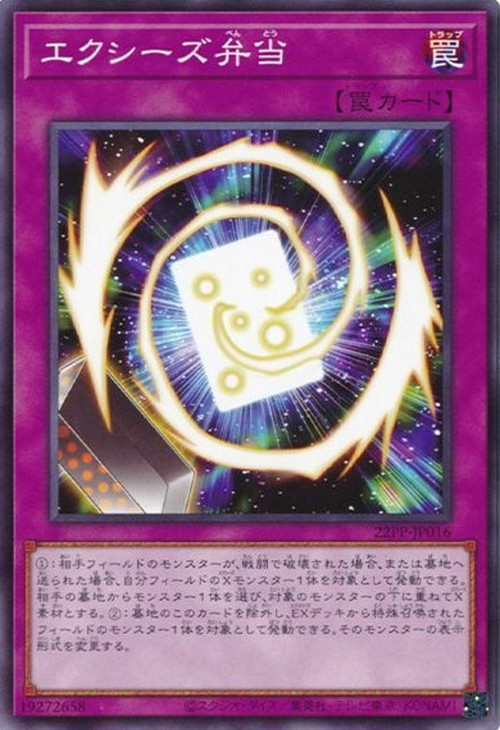 エクシーズ弁当
べん とう
トラップ
罠
【罠カード】
22PP-JP016
①:相手フィールドのモンスターが、戦闘で破壊された場合、または墓地へ
送られた場合、自分フィールドのXモンスター1体を対象として発動できる。
相手の墓地からモンスター1体を選び、対象のモンスターの下に重ねてX
素材とする。②:墓地のこのカードを除外し、EXデッキから特殊召喚された
フィールドのモンスター1体を対象として発動できる。そのモンスターの表示
形式を変更する。
19272658
©スタジオ・ダイス/集英社・テレビ東京・KONAMI